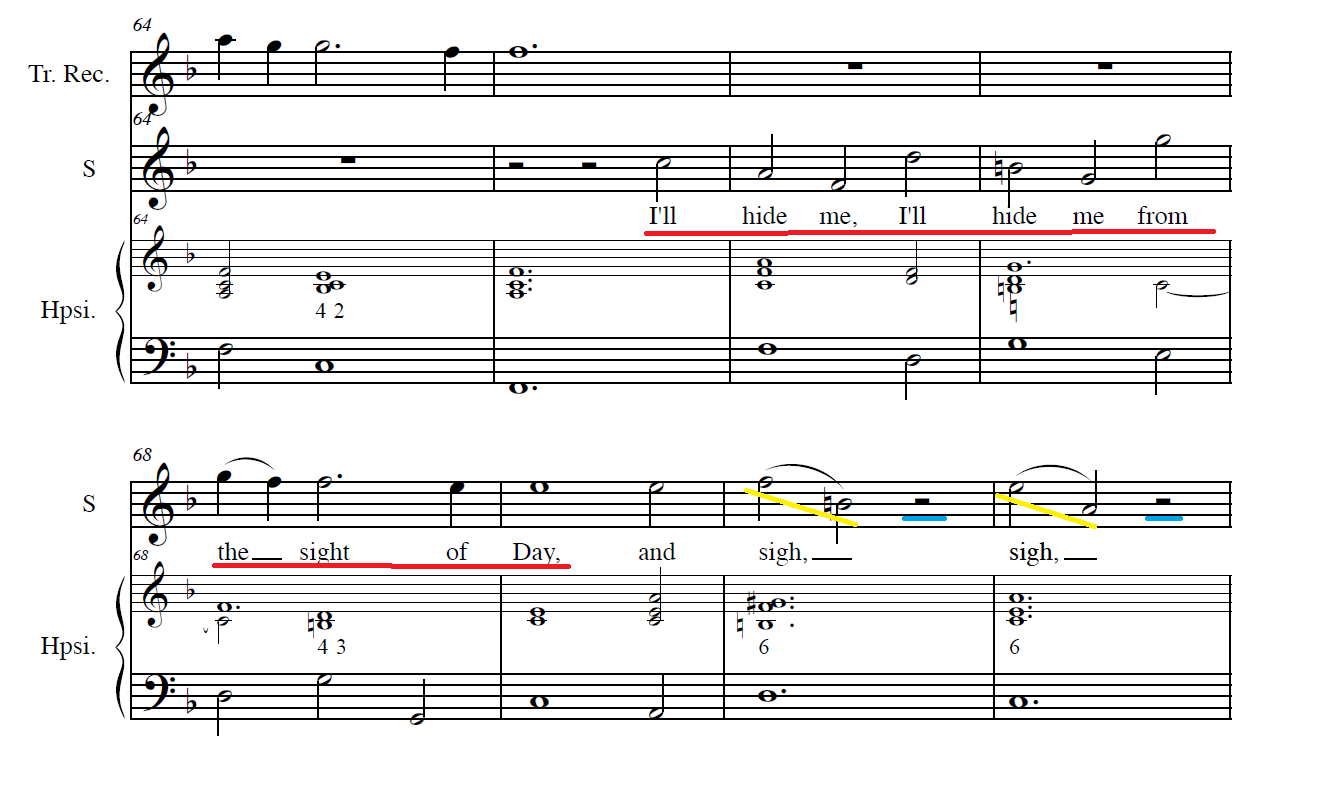 64
Tr. Rec.
64
S
I'll hide me, I'll hide me from
64
Hpsi.
4 2
68
S
the sight of Day, and sigh, sigh,
68
Hpsi.
4 3 6 6